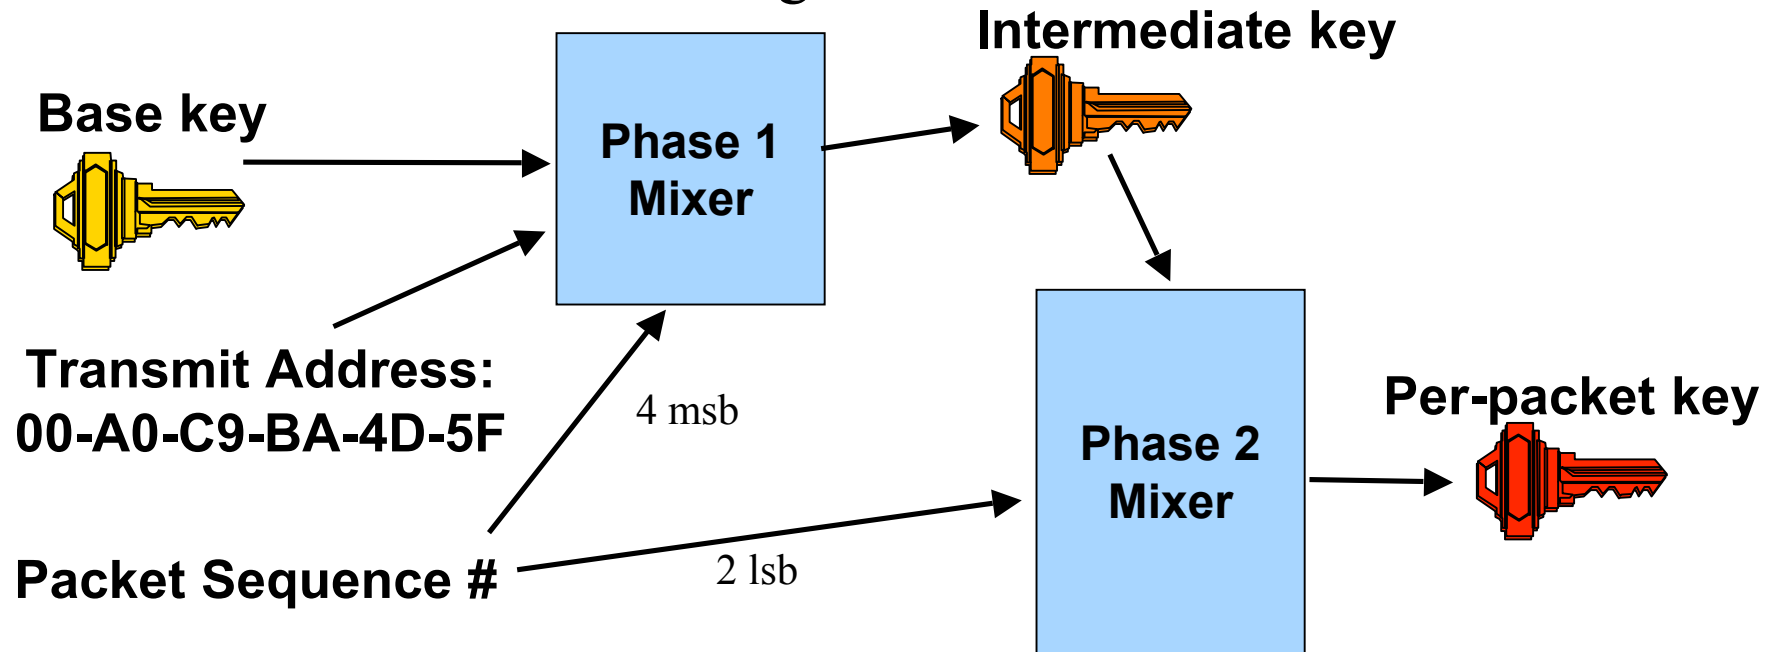 Intermediate key
Base key
Phase 1
Mixer
Transmit Address:
00-A0-C9-BA-4D-5F
4 msb
Per-packet key
Phase 2
Mixer
Packet Sequence #
2 lsb